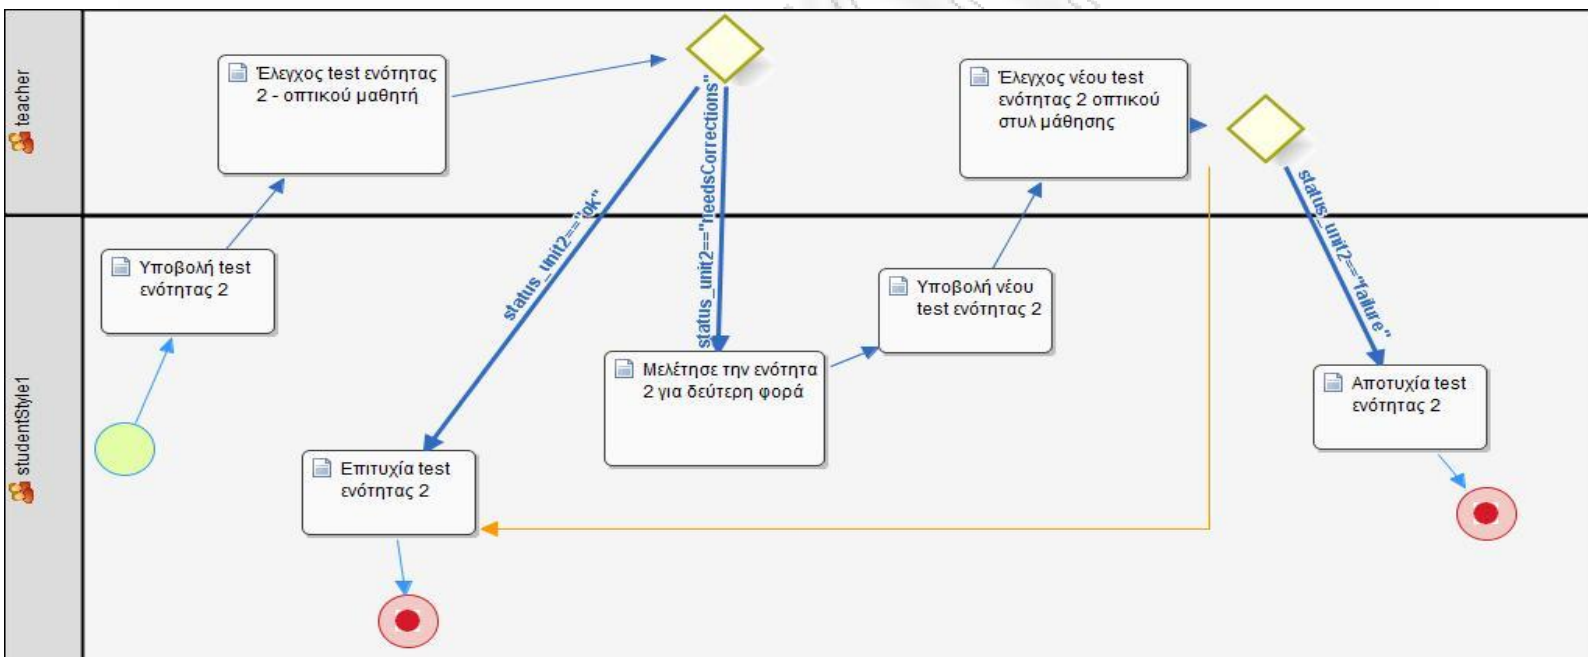 teacher
Έλεγχος test ενότητας
2 - οπτικού μαθητή
Έλεγχος νέου test
ενότητας 2 οπτικού
στυλ μάθησης
status_unit2=="ok"
status_unit2=="needsCorrections"
status_unit2=="failure"
studentStyle1
Υποβολή test
ενότητας 2
Υποβολή νέου
test ενότητας 2
Μελέτησε την ενότητα
2 για δεύτερη φορά
Αποτυχία test
ενότητας 2
Επιτυχία test
ενότητας 2